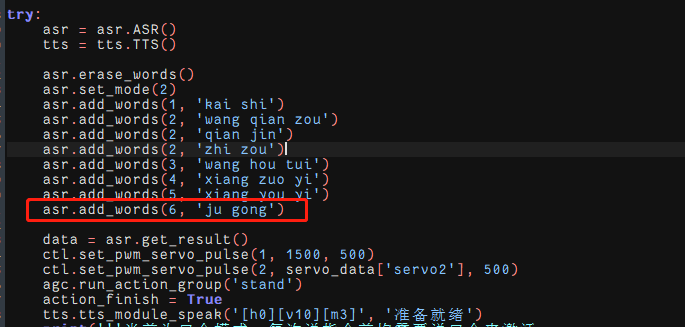 try:
asr = asr.ASR()
tts = tts.TTS()
asr.erase_words()
asr.set_mode(2)
asr.add_words(1, 'kai shi')
asr.add_words(2, 'wang qian zou')
asr.add_words(2, 'qian jin')
asr.add_words(2, 'zhi zou')
asr.add_words(3, 'wang hou tui')
asr.add_words(4, 'xiang zuo yi')
asr.add_words(5, 'xiang you yi')
asr.add_words(6, 'ju gong')
data = asr.get_result()
ctl.set_pwm_servo_pulse(1, 1500, 500)
ctl.set_pwm_servo_pulse(2, servo_data['servo2'], 500)
agc.run_action_group('stand')
action_finish = True
tts.tts_module_speak('[h0][v10][m3]', '准备就绪')